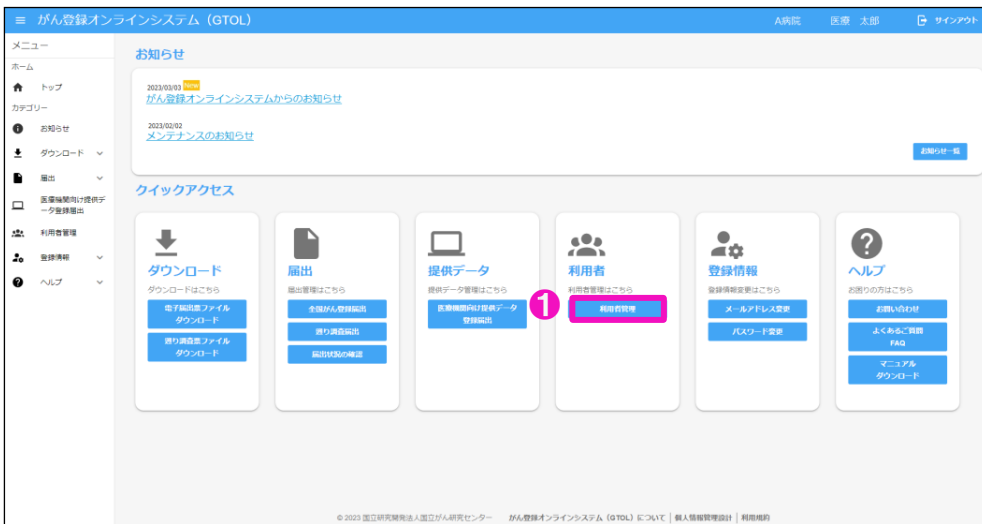 がん登録オンラインシステム（GTOL）
A病院
医療 太郎
サインアウト
メニュー
ホーム
トップ
カテゴリー
お知らせ
ダウンロード
届出
医療機関向け提供デ
ータ登録届出
利用者管理
登録情報
ヘルプ
お知らせ
2023/03/03 New
がん登録オンラインシステムからのお知らせ
2023/02/02
メンテナンスのお知らせ
お知らせ一覧
クイックアクセス
ダウンロード
ダウンロードはこちら
電子届出票ファイル
ダウンロード
遡り調査票ファイル
ダウンロード
届出
届出管理はこちら
全国がん登録届出
遡り調査届出
届出状況の確認
提供データ
提供データ管理はこちら
医療機関向け提供データ
登録届出
利用者
利用者管理はこちら
1
利用者管理
登録情報
登録情報変更はこちら
メールアドレス変更
パスワード変更
ヘルプ
お困りの方はこちら
お問い合わせ
よくあるご質問
FAQ
マニュアル
ダウンロード
© 2023 国立研究開発法人国立がん研究センター がん登録オンラインシステム（GTOL）について | 個人情報管理設計 | 利用規約